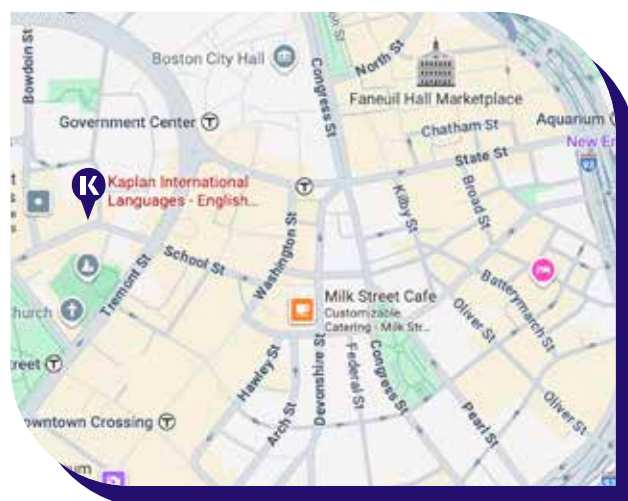 Bowdoin St
Boston City Hall
Congress St
North St
Faneuil Hall Marketplace
Government Center
T
Chatham St
Aquarium
State St
New En
93
K
Kaplan International
Languages - English...
T
Kilby St
Broad St
Washington St
School St
Tremont St
Milk Street Cafe
Customizable
Catering - Milk Str...
Batterymarch St
Oliver St
hurch
reet
T
Hawley St
Devonshire St
Federal St
Congress St
Arch St
Pearl St
Oliver St
owntown Crossing
T
um